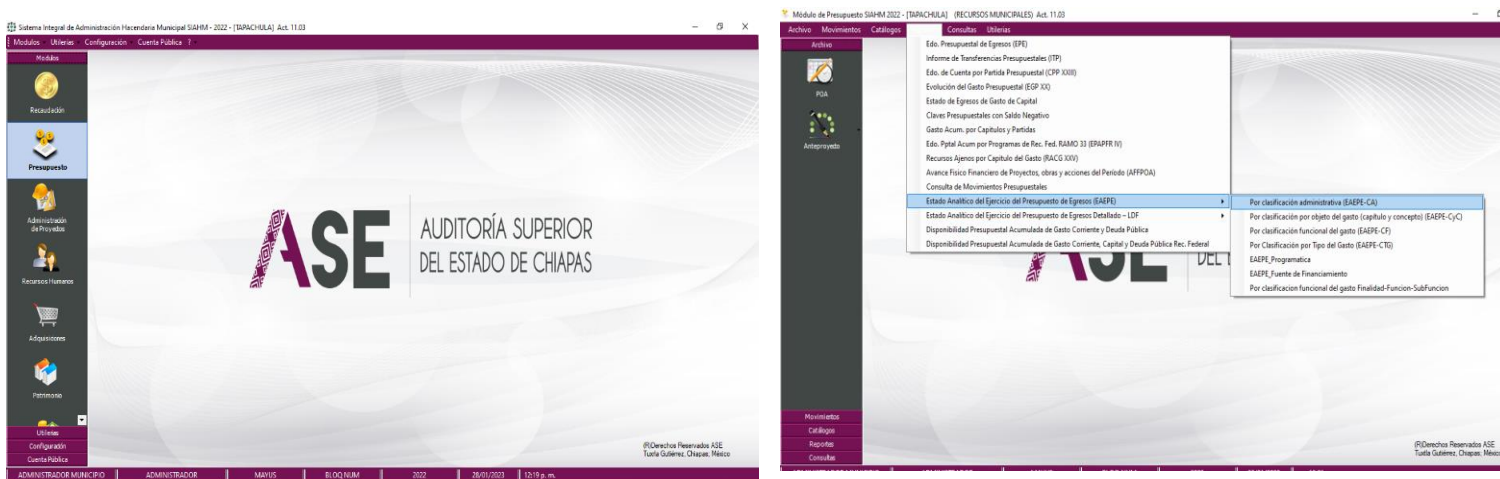 Sistema Integral de Administración Hacendaria Municipal SIAHM - 2022 - [TAPACHULA] Act. 11.03
Modulos Utilerias Configuración Cuenta Pública ?
Modulos
Recaudación
Presupuesto
Administración
de Proyectos
Recursos Humanos
Adquisiciones
Patrimonio
Utilerias
Configuración
Cuenta Pública
ASE
AUDITORÍA SUPERIOR
DEL ESTADO DE CHIAPAS
(R)Derechos Reservados ASE
Tuxtla Gutiérrez, Chiapas; México
ADMINISTRADOR MUNICIPIO ADMINISTRADOR MAYUS BLOQ NUM 2022 28/01/2023 12:19 p. m.
Módulo de Presupuesto SIAHM 2022 - [TAPACHULA] (RECURSOS MUNICIPALES) Act. 11.03
Archivo Movimientos Catálogos Consultas Utilerias
Archivo
POA
Anteproyecto
Edo. Presupuestal de Egresos (EPE)
Informe de Transferencias Presupuestales (ITP)
Edo. de Cuenta por Partida Presupuestal (CPP XXIII)
Evolución del Gasto Presupuestal (EGP XX)
Estado de Egresos de Gasto de Capital
Claves Presupuestales con Saldo Negativo
Gasto Acum. por Capitulos y Partidas
Edo. Pptal Acum por Programas de Rec. Fed. RAMO 33 (EPAPFR IV)
Recursos Ajenos por Capitulo del Gasto (RACG XXV)
Avance Fisico Financiero de Proyectos, obras y acciones del Periodo (AFFPOA)
Consulta de Movimientos Presupuestales
Estado Analítico del Ejercicio del Presupuesto de Egresos (EAEPE)
Estado Analítico del Ejercicio del Presupuesto de Egresos Detallado - LDF
Disponibilidad Presupuestal Acumulada de Gasto Corriente y Deuda Pública
Disponibilidad Presupuestal Acumulada de Gasto Corriente, Capital y Deuda Pública Rec. Federal
Por clasificación administrativa (EAEPE-CA)
Por clasificación por objeto del gasto (capítulo y concepto) (EAEPE-CyC)
Por clasificación funcional del gasto (EAEPE-CF)
Por Clasificación por Tipo del Gasto (EAEPE-CTG)
EAEPE_Programatica
EAEPE_Fuente de Financiamiento
Por clasificacion funcional del gasto Finalidad-Funcion-SubFuncion
Movimientos
Catálogos
Reportes
Consultas
(R)Derechos Reservados ASE
Tuxtla Gutiérrez, Chiapas; México